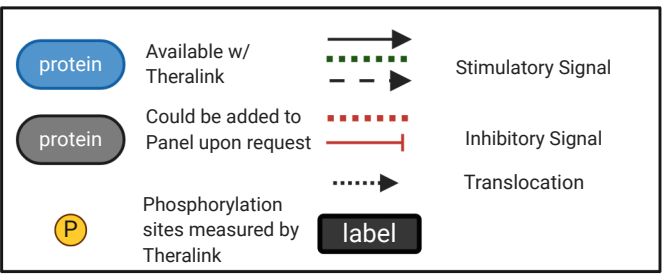 protein
Available w/
Theralink
Stimulatory Signal
protein
Could be added to
Panel upon request
Inhibitory Signal
Translocation
P
Phosphorylation
sites measured by
Theralink
label